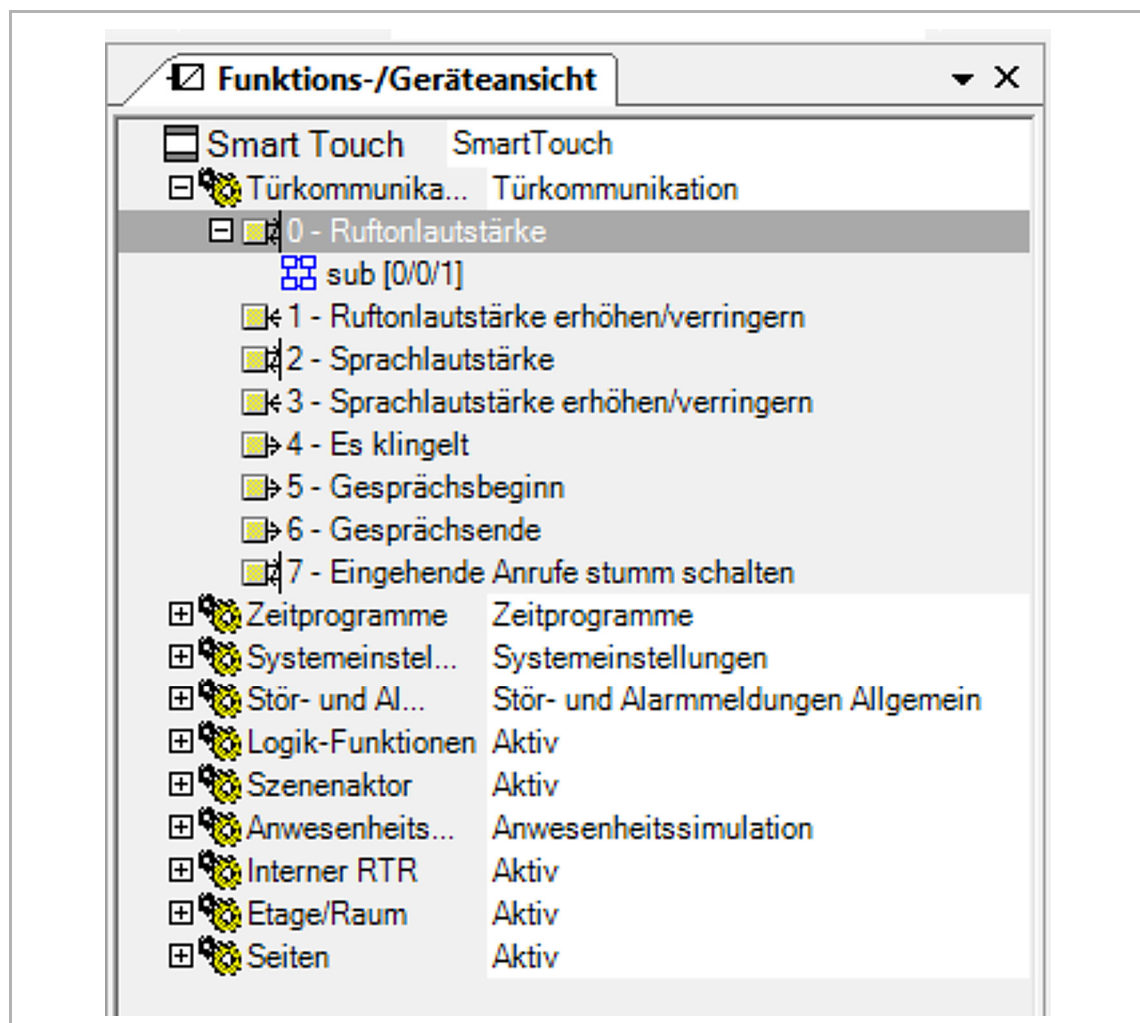 Funktions-/Geräteansicht
Smart Touch SmartTouch
Türkommunika... Türkommunikation
0 - Ruftonlautstärke
sub [0/0/1]
1 - Ruftonlautstärke erhöhen/verringern
2 - Sprachlautstärke
3 - Sprachlautstärke erhöhen/verringern
4 - Es klingelt
5 - Gesprächsbeginn
6 - Gesprächsende
7 - Eingehende Anrufe stumm schalten
Zeitprogramme Zeitprogramme
Systemeinstel... Systemeinstellungen
Stör- und Al... Stör- und Alarmmeldungen Allgemein
Logik-Funktionen Aktiv
Szenenaktor Aktiv
Anwesenheits... Anwesenheitssimulation
Interner RTR Aktiv
Etage/Raum Aktiv
Seiten Aktiv